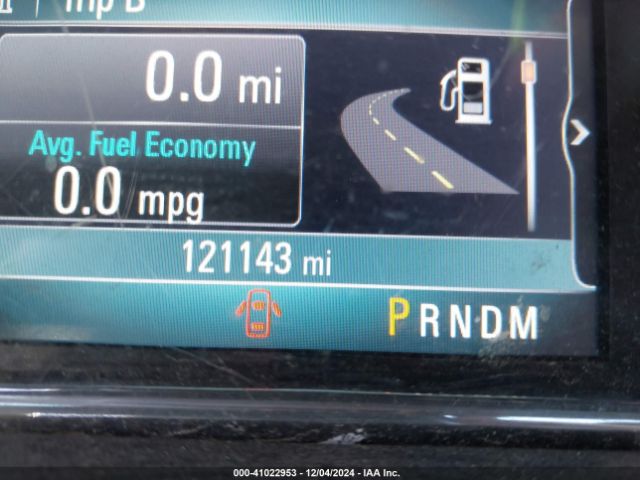 Trip B
0.0 mi
Avg. Fuel Economy
0.0 mpg
121143 mi
PRNDM
000-41022953 - 12/04/2024 - IAA Inc.